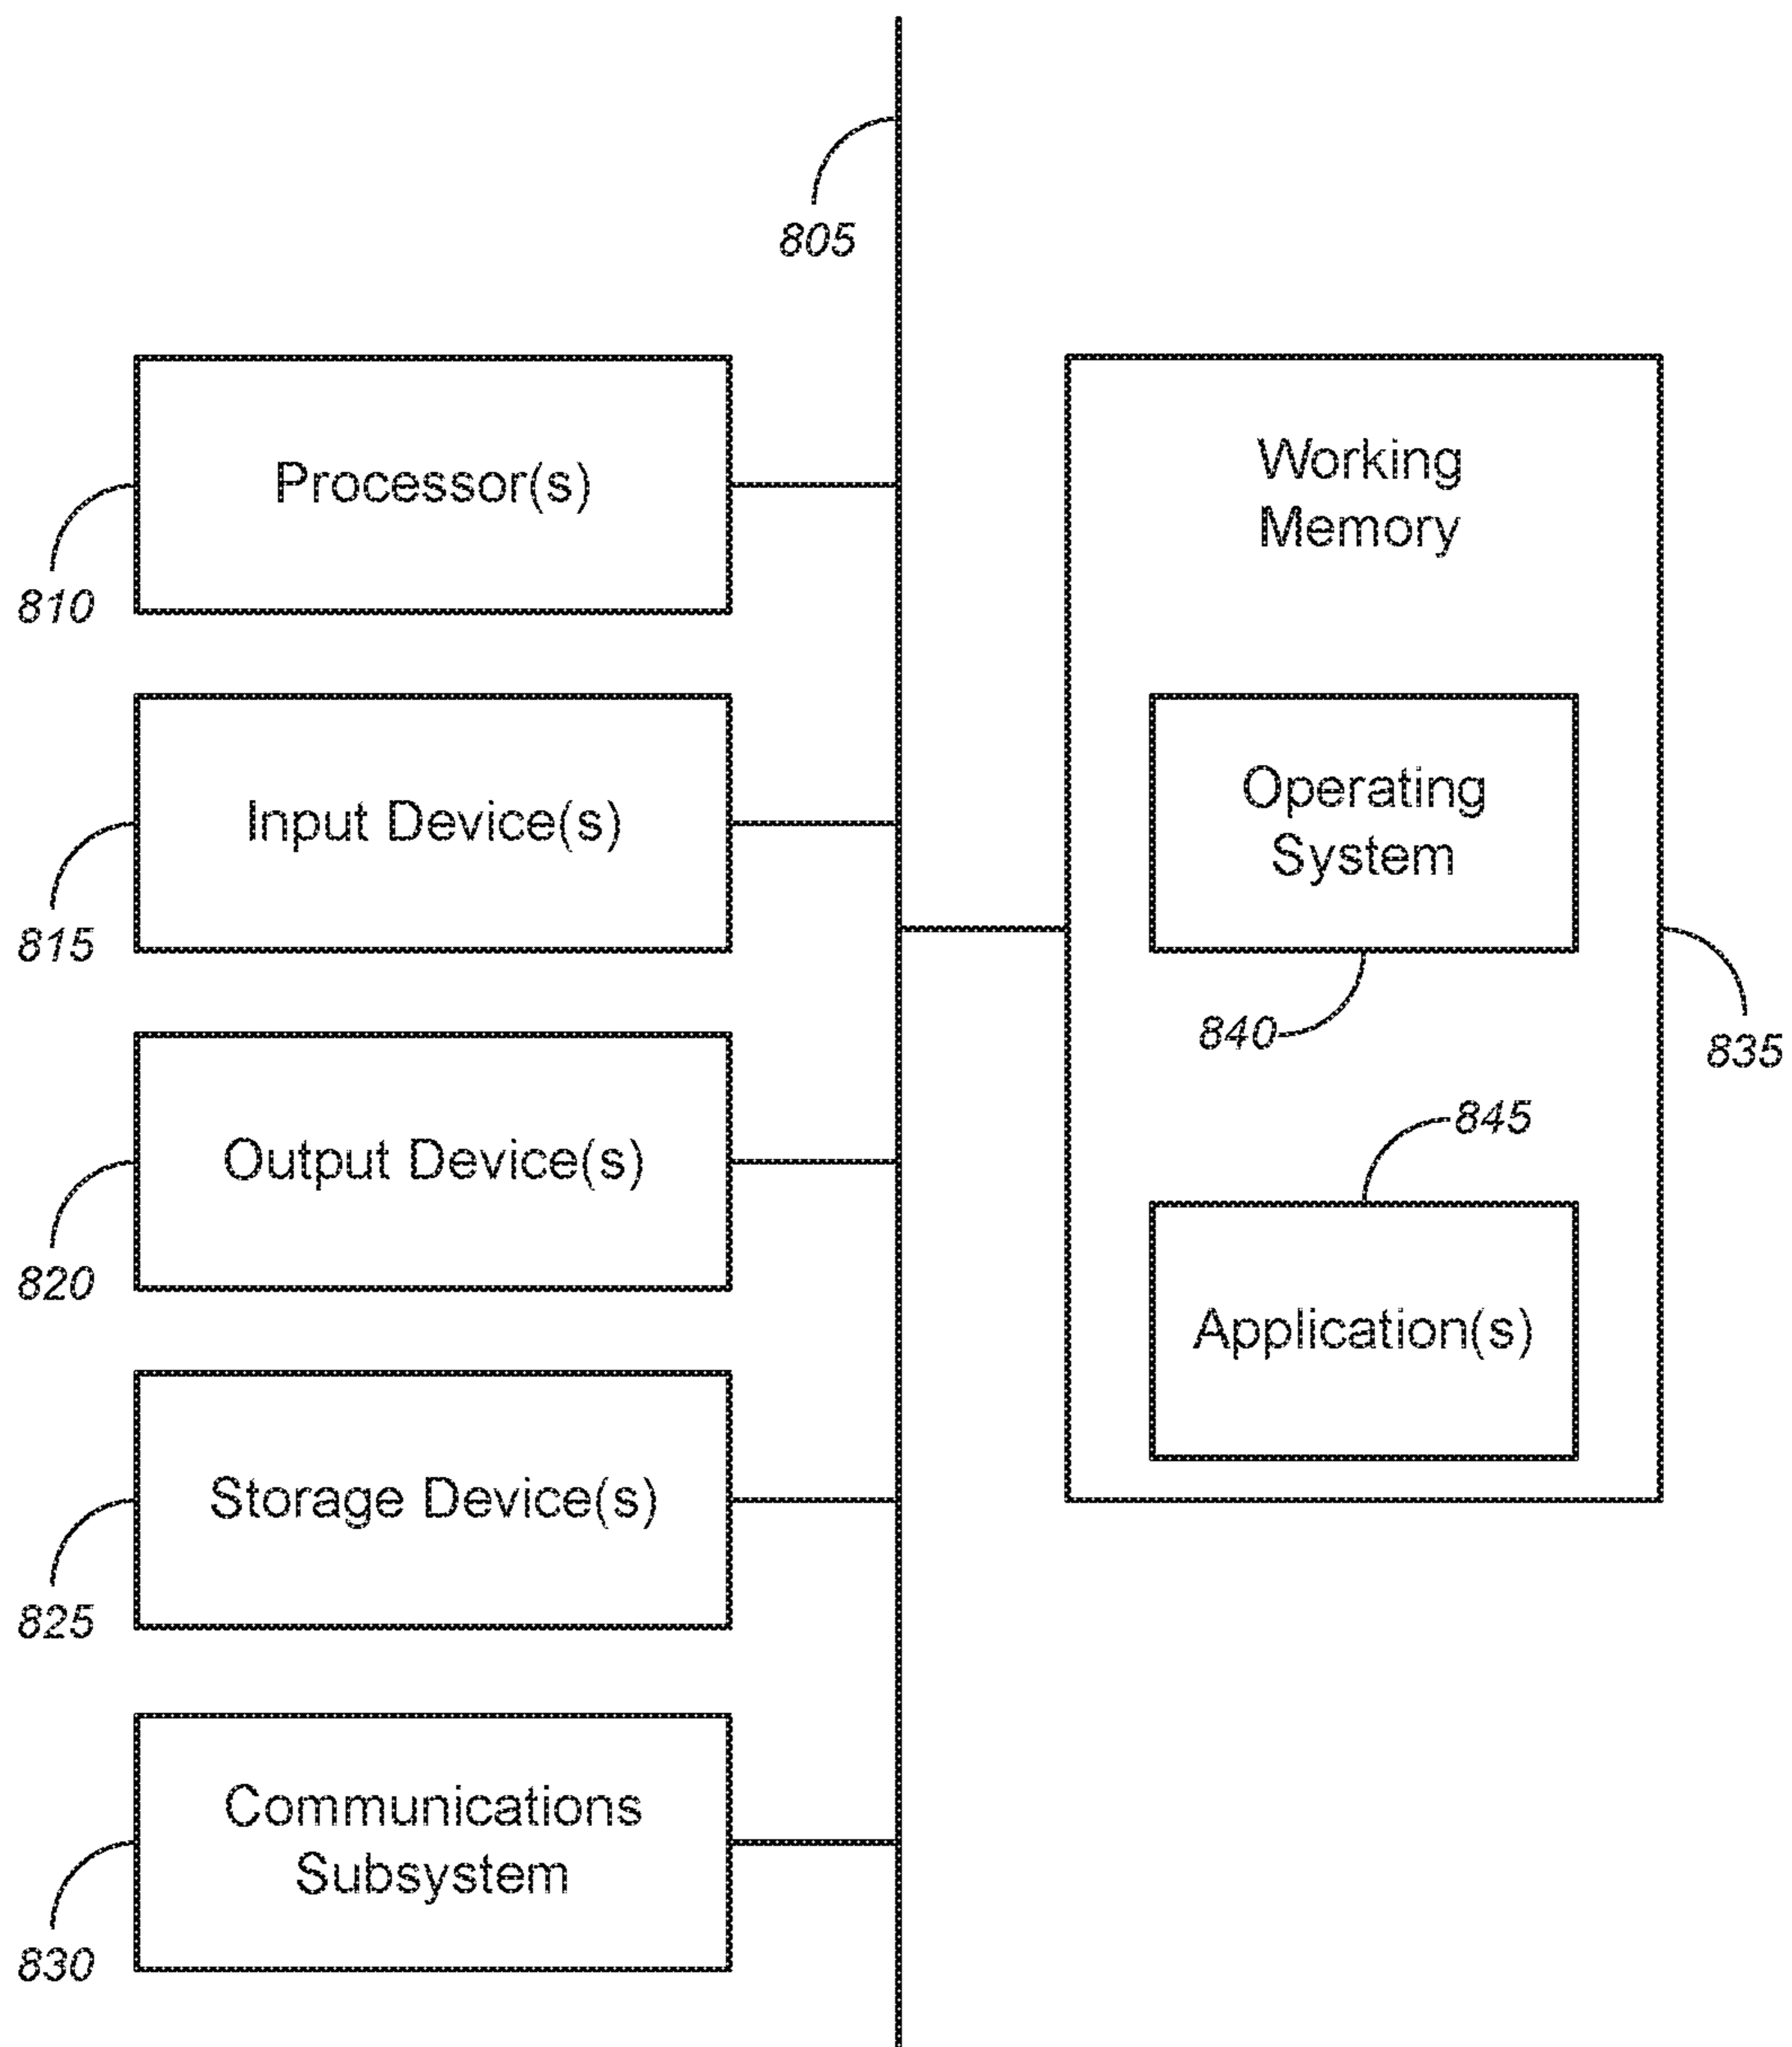 805
Processor(s)
810
Input Device(s)
815
Output Device(s)
820
Storage Device(s)
825
Communications
Subsystem
830
Working
Memory
Operating
System
840
835
845
Application(s)